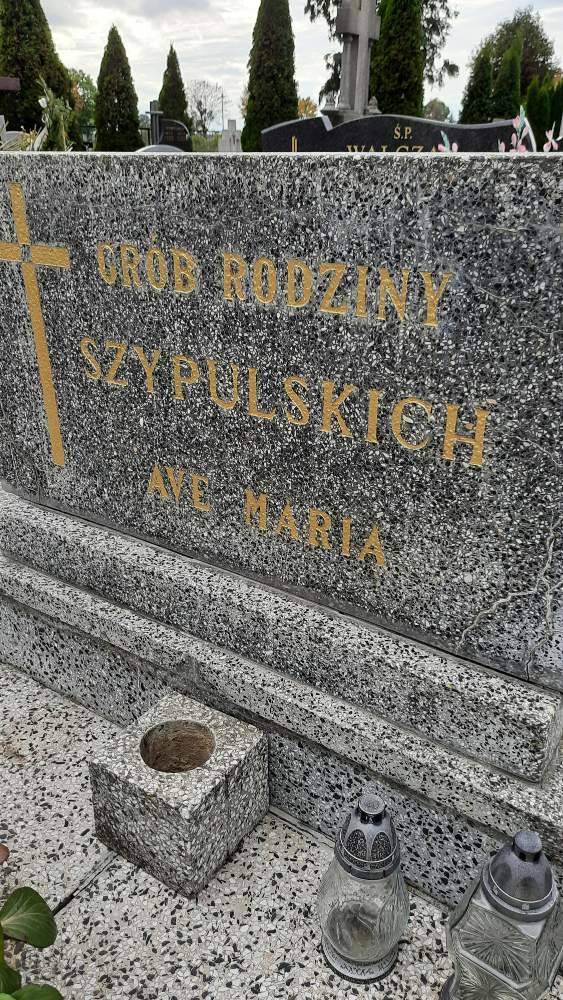 Ś.P.
GRÓB RODZINY
SZYPULSKICH
AVE MARIA